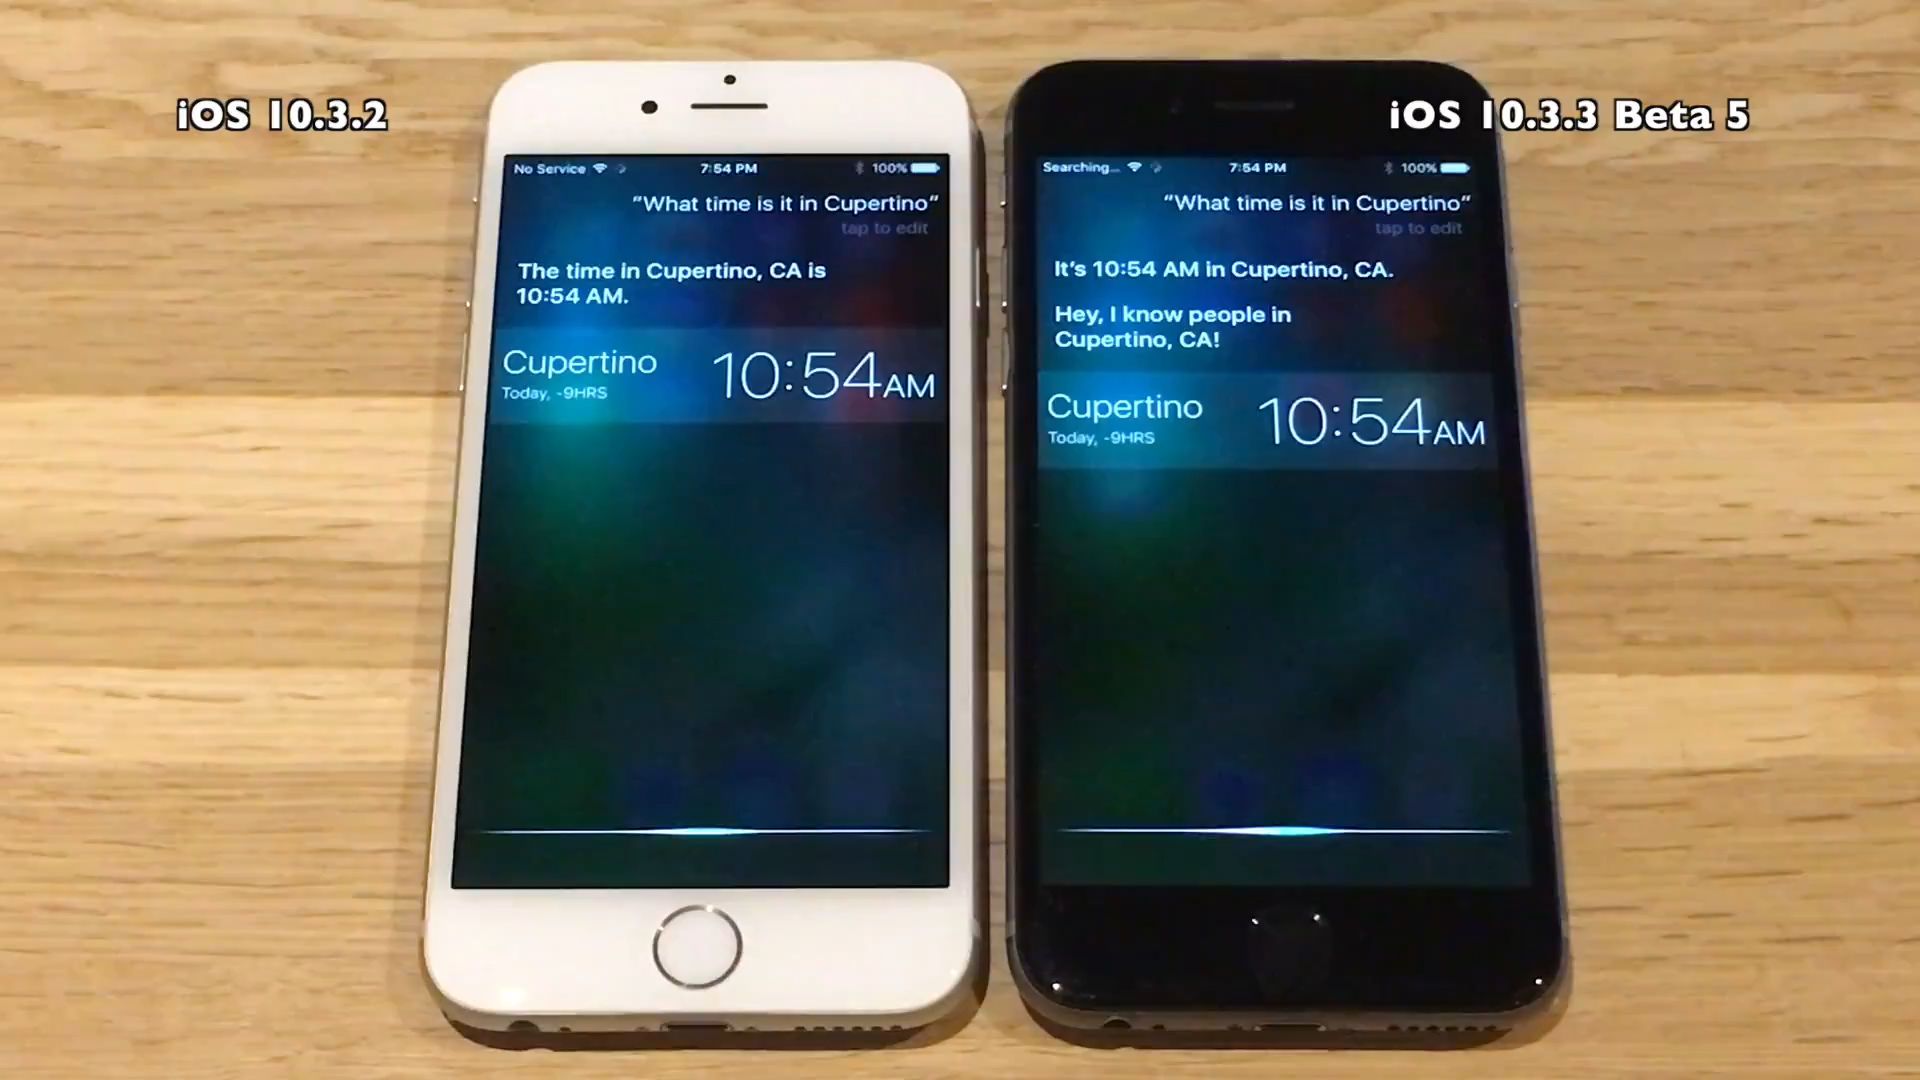 iOS 10.3.2
iOS 10.3.3 Beta 5
No Service 7:54 PM 100%
“What time is it in Cupertino”
tap to edit
The time in Cupertino, CA is
10:54 AM.
Cupertino
Today, -9HRS
10:54AM
Searching... 7:54 PM 100%
“What time is it in Cupertino”
tap to edit
It's 10:54 AM in Cupertino, CA.
Hey, I know people in
Cupertino, CA!
Cupertino
Today, -9HRS
10:54AM